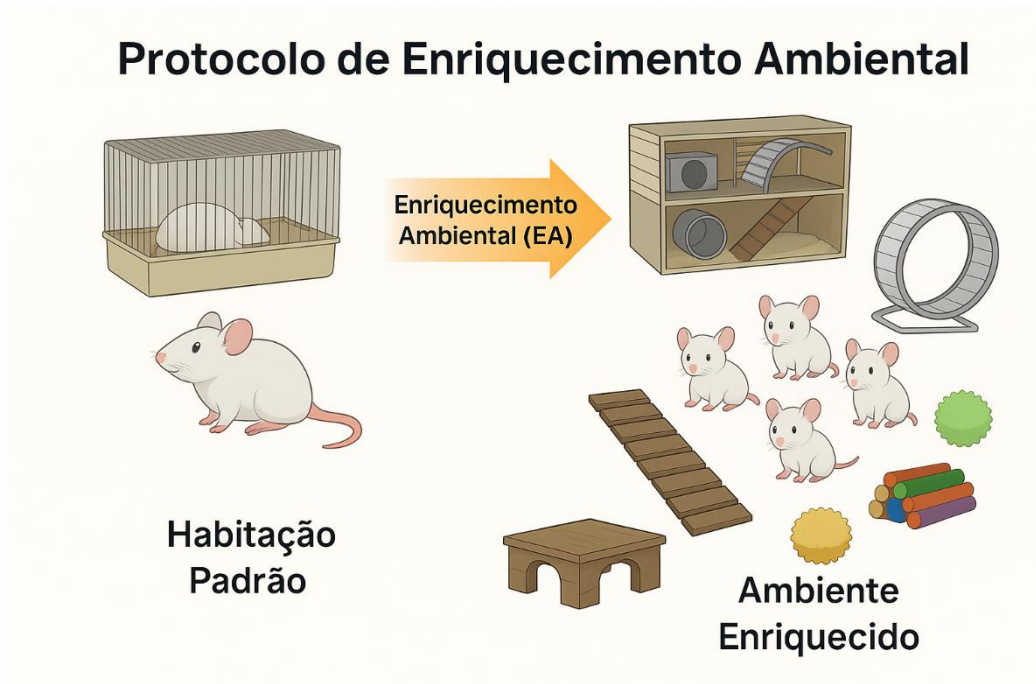 Protocolo de Enriquecimento Ambiental
Enriquecimento
Ambiental (EA)
Habitação
Padrão
Ambiente
Enriquecido